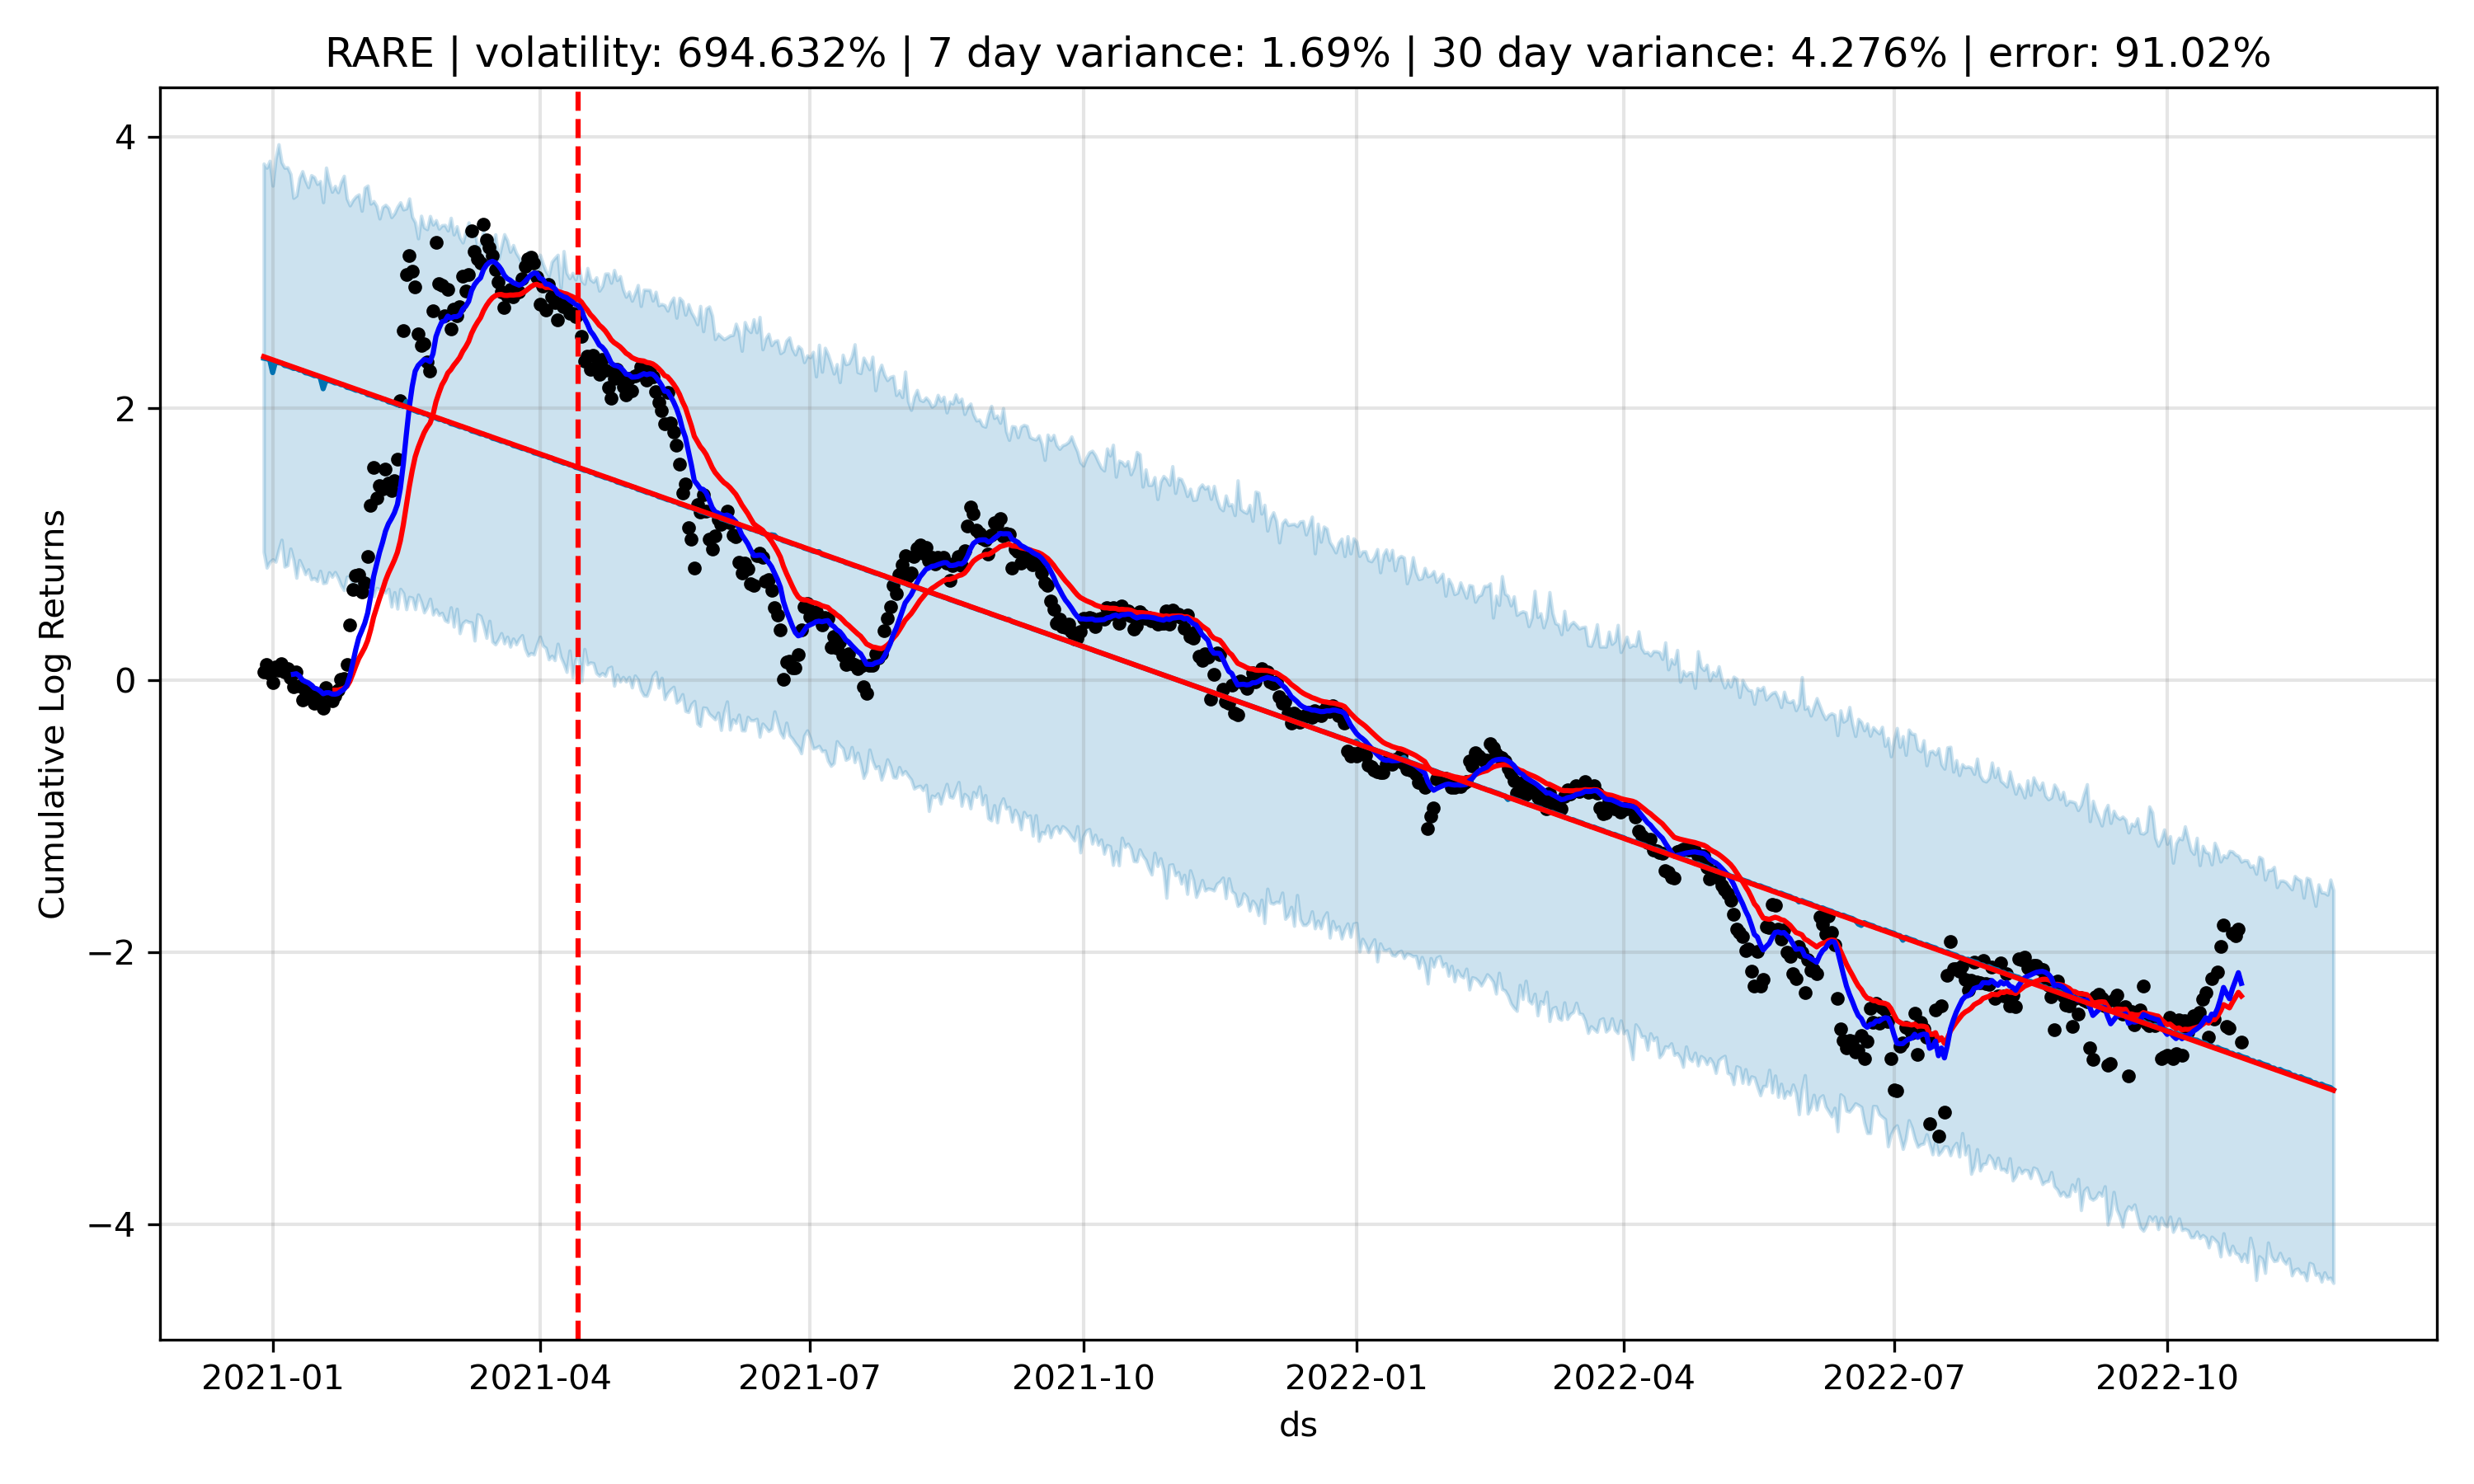 RARE | volatility: 694.632% | 7 day variance: 1.69% | 30 day variance: 4.276% | error: 91.02%
Cumulative Log Returns
4
2
0
−2
−4
2021-01 2021-04 2021-07 2021-10 2022-01 2022-04 2022-07 2022-10
ds